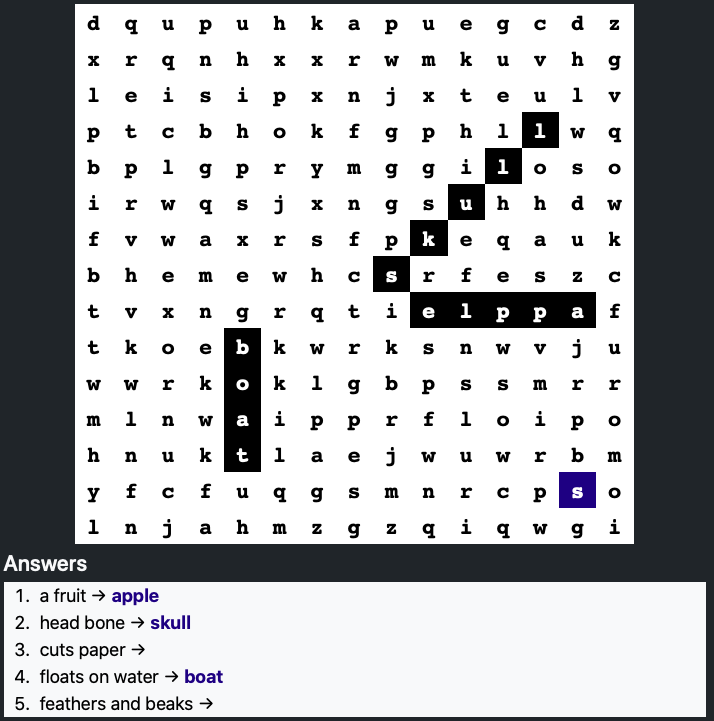 d q u p u h k a p u e g c d z
x r q n h x x r w m k u v h g
l e i s i p x n j x t e u l v
p t c b h o k f g p h l l w q
b p l g p r y m g g i l o s o
i r w q s j x n g s u h h d w
f v w a x r s f p k e q a u k
b h e m e w h c s r f e s z c
t v x n g r q t i e l p p a f
t k o e b k w r k s n w v j u
w w r k o k l g b p s s m r r
m l n w a i p p r f l o i p o
h n u k t l a e j w u w r b m
y f c f u q g s m n r c p s o
l n j a h m z g z q i q w g i
Answers
1. a fruit → apple
2. head bone → skull
3. cuts paper →
4. floats on water → boat
5. feathers and beaks →